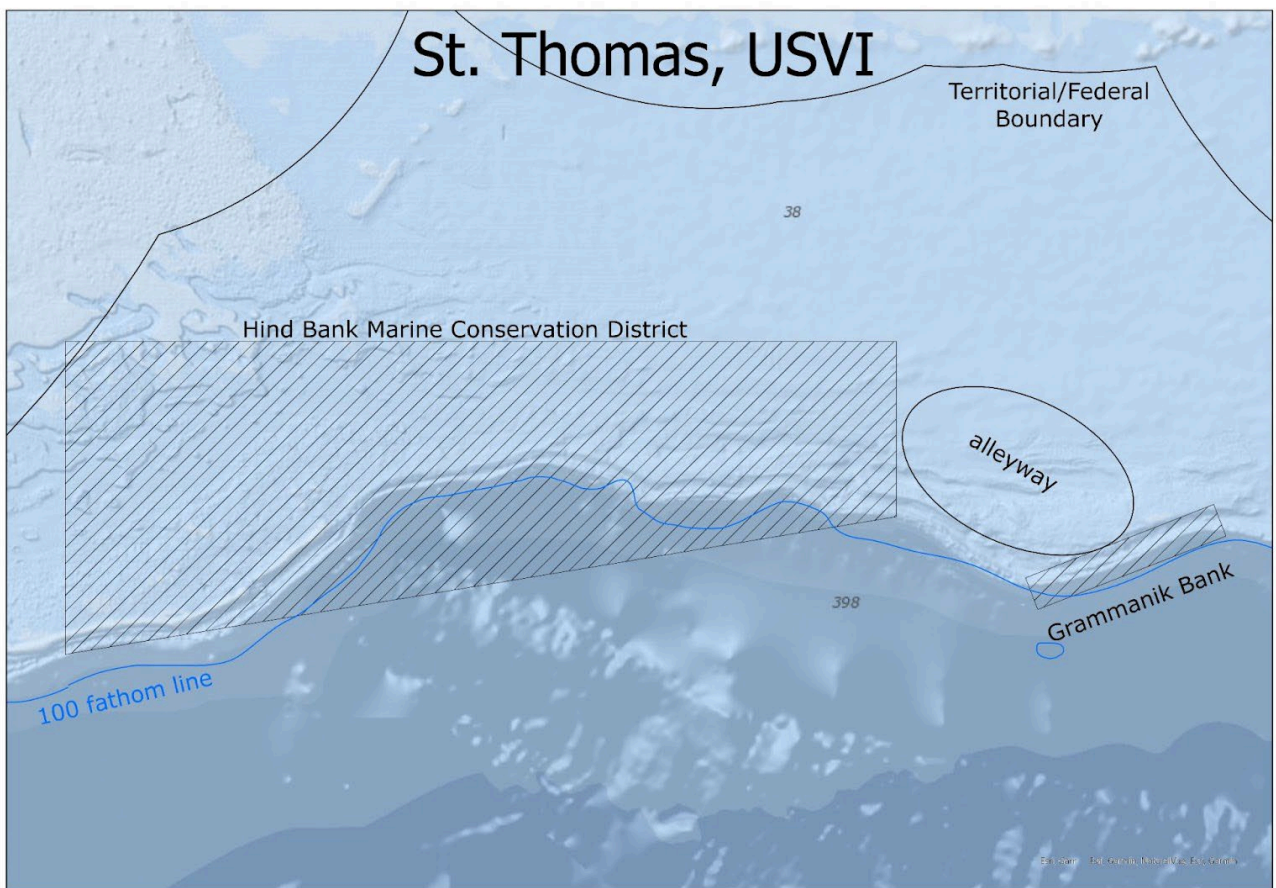 St. Thomas, USVI
Territorial/Federal
Boundary
38
Hind Bank Marine Conservation District
alleyway
398
Grammanik Bank
100 fathom line